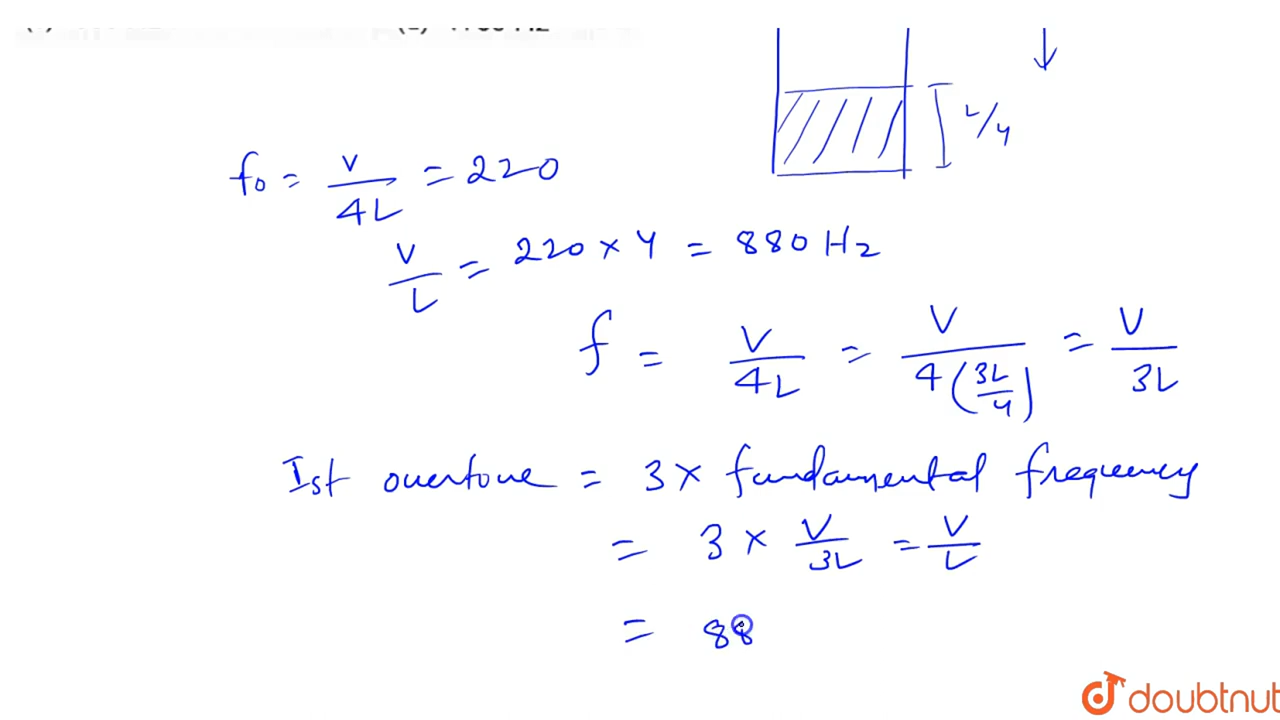 L/4
f₀ = V/4L = 220
V/L = 220 × 4 = 880 Hz
f = V/4L = V/4(3L/4) = V/3L
Ist overtone = 3 × fundamental frequency
= 3 × V/3L = V/L
= 88
doubtnut